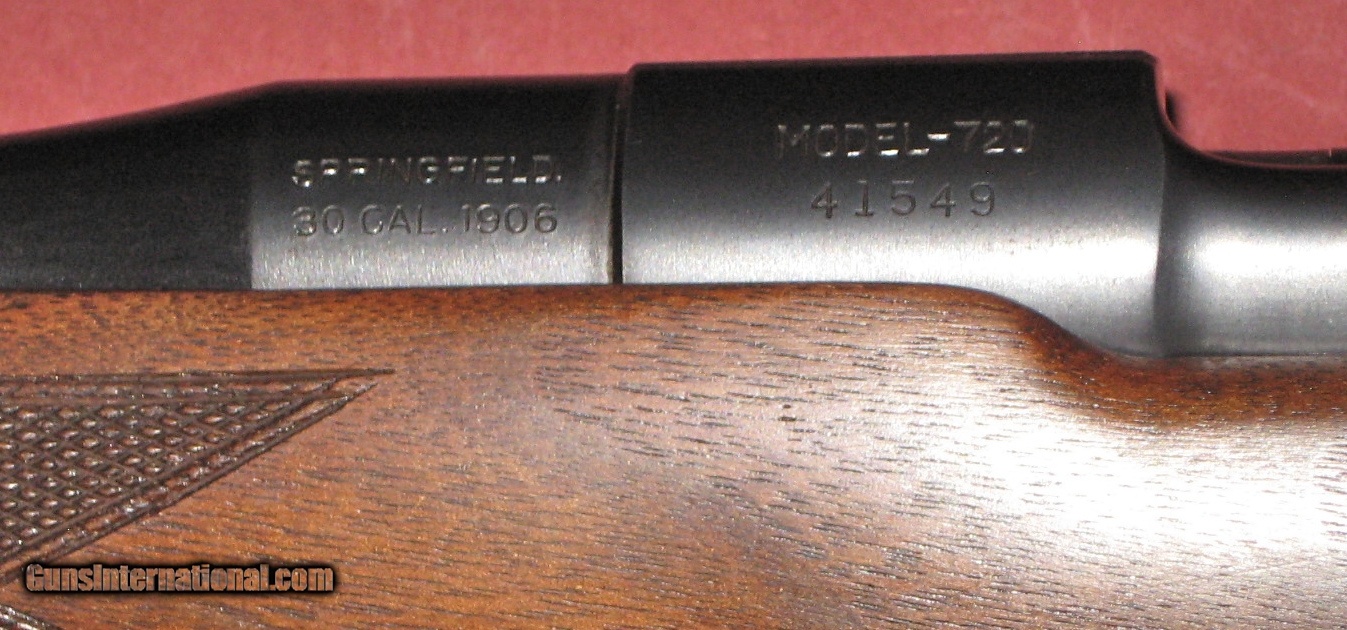 SPRINGFIELD.
30 CAL. 1906
MODEL-720
41549
GunsInternational.com